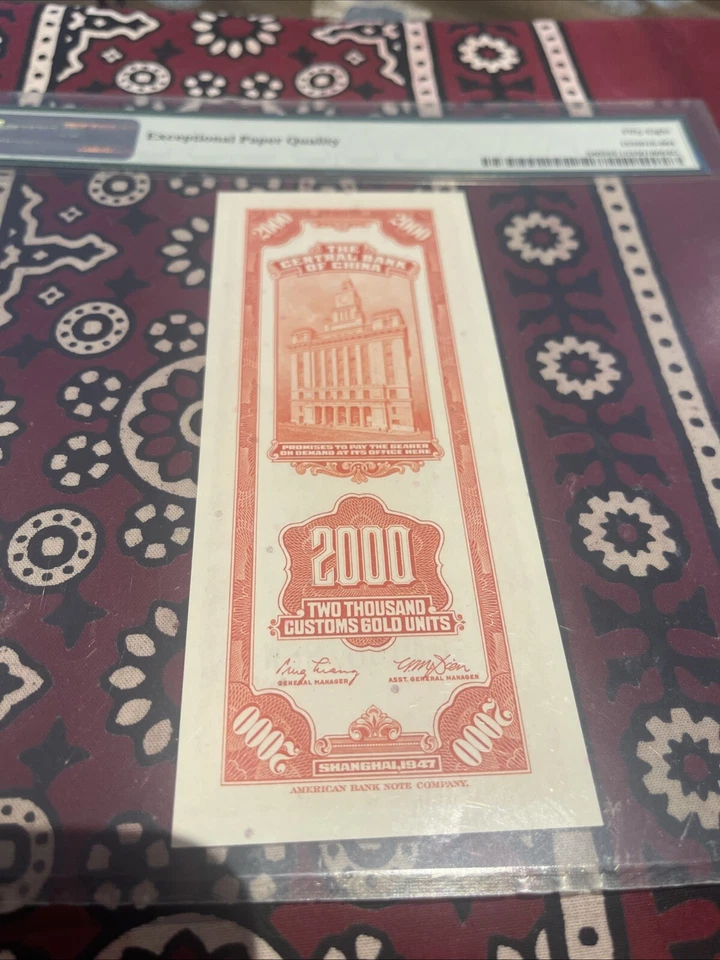 Exceptional Paper Quality
Fifty Eight
2000 2000
THE
CENTRAL BANK
OF CHINA
PROMISES TO PAY THE BEARER
ON DEMAND AT ITS OFFICE HERE
2000
TWO THOUSAND
CUSTOMS GOLD UNITS
GENERAL MANAGER
ASST. GENERAL MANAGER
2000 2000
SHANGHAI, 1947
AMERICAN BANK NOTE COMPANY.